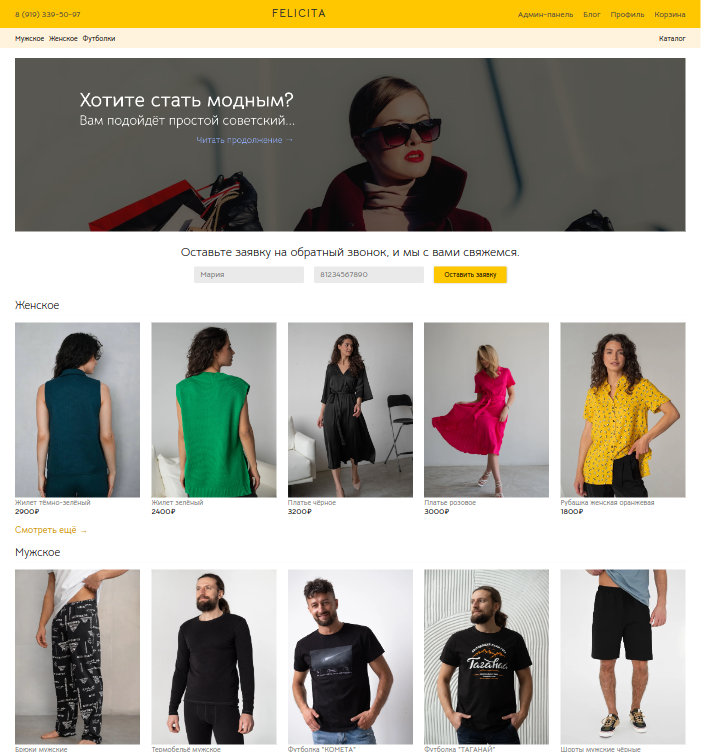 8 (919) 339-50-97 FELICITA Админ-панель Блог Профиль Корзина
Мужское Женское Футболки Каталог
Хотите стать модным?
Вам подойдёт простой советский...
Читать продолжение →
Оставьте заявку на обратный звонок, и мы с вами свяжемся.
Мария 81234567890 Оставить заявку
Женское
Жилет тёмно-зелёный Жилет зелёный Платье чёрное Платье розовое Рубашка женская оранжевая
2900₽ 2400₽ 3200₽ 3000₽ 1800₽
Смотреть ещё →
Мужское
Таганай
Брюки мужские Термобельё мужское Футболка "КОМЕТА" Футболка "ТАГАНАЙ" Шорты мужские чёрные